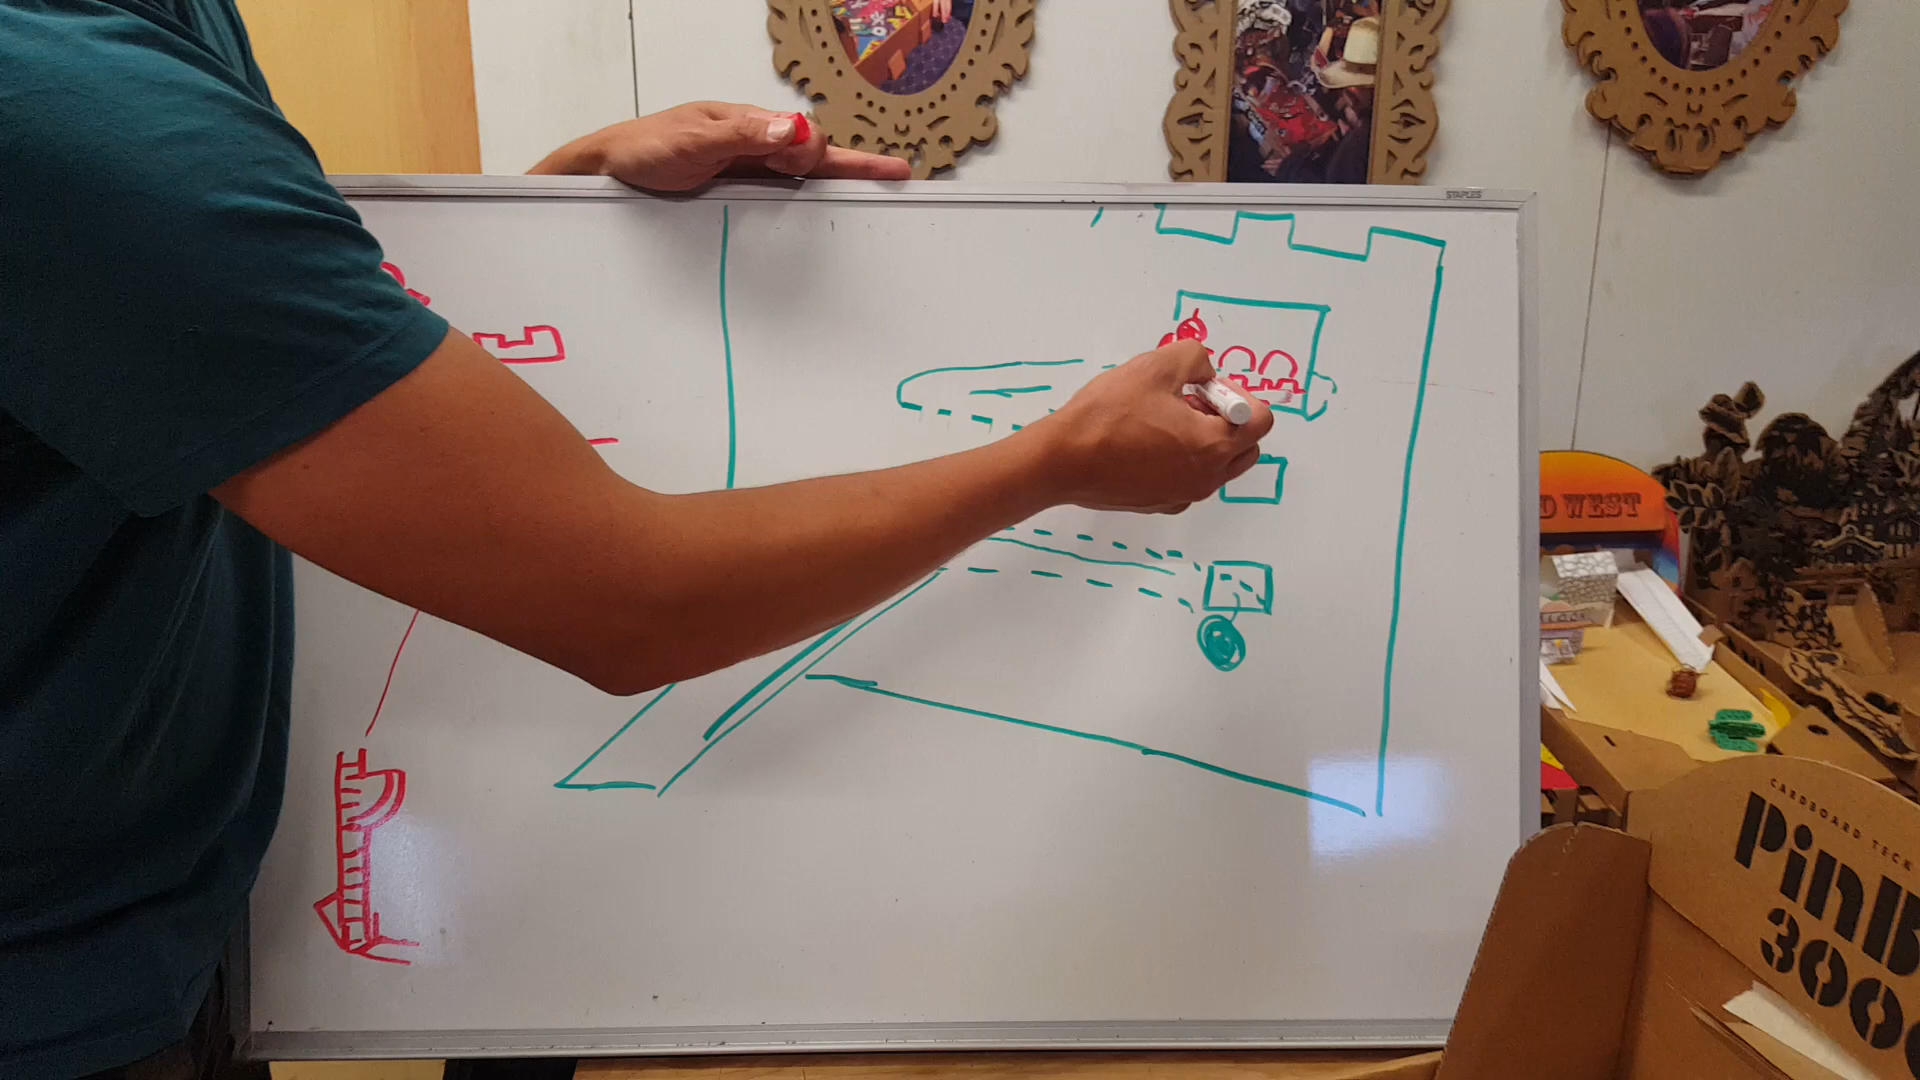 STAPLES
D WEST
CARDBOARD TECK
PINB
300